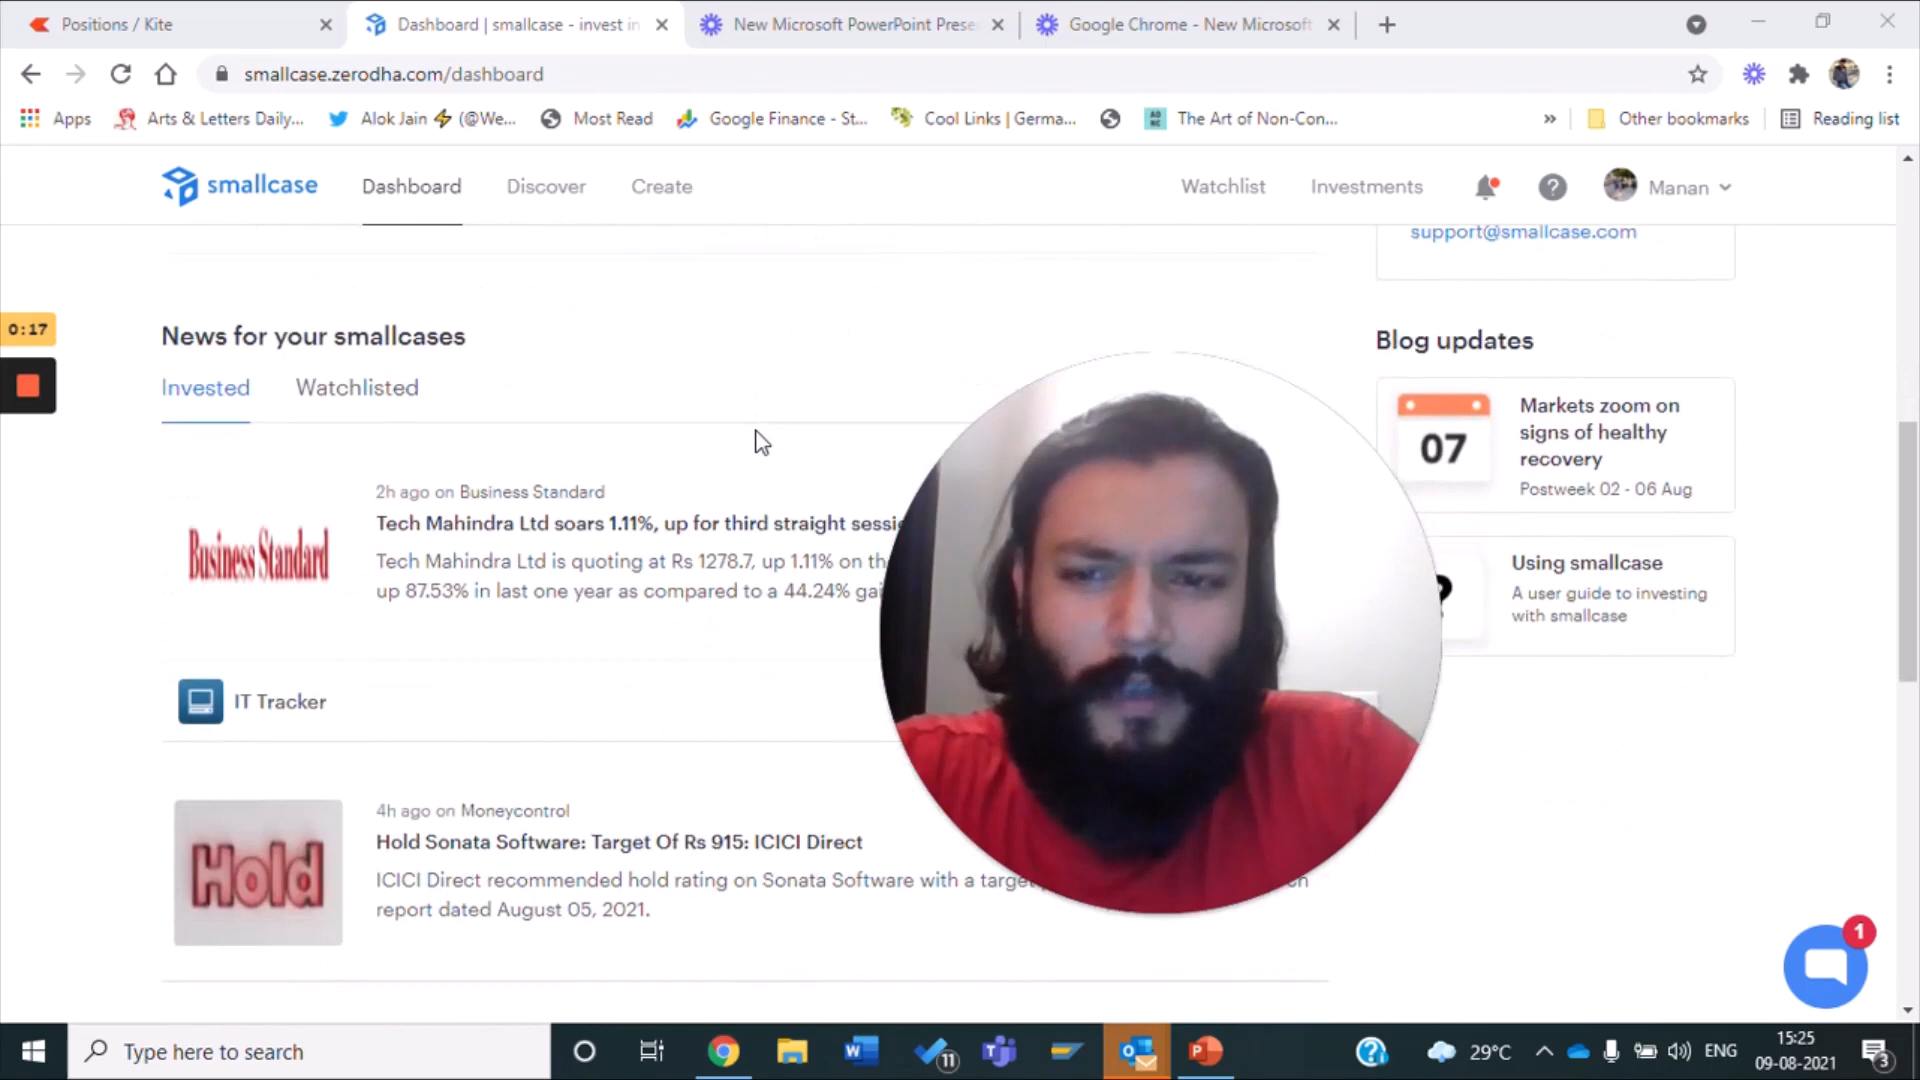 Positions / Kite
Dashboard | smallcase - invest in
New Microsoft PowerPoint Prese
Google Chrome - New Microsoft
smallcase.zerodha.com/dashboard
Apps
Arts & Letters Daily...
Alok Jain ⚡ (@We...
Most Read
Google Finance - St...
Cool Links | Germa...
The Art of Non-Con...
»
Other bookmarks
Reading list
smallcase
Dashboard
Discover
Create
Watchlist
Investments
Manan
support@smallcase.com
0:17
News for your smallcases
Invested
Watchlisted
2h ago on Business Standard
Tech Mahindra Ltd soars 1.11%, up for third straight sessi
Business Standard
Tech Mahindra Ltd is quoting at Rs 1278.7, up 1.11% on th
up 87.53% in last one year as compared to a 44.24% gai
IT Tracker
4h ago on Moneycontrol
Hold Sonata Software: Target Of Rs 915: ICICI Direct
Hold
ICICI Direct recommended hold rating on Sonata Software with a targe on
report dated August 05, 2021.
Blog updates
07
Markets zoom on
signs of healthy
recovery
Postweek 02 - 06 Aug
Using smallcase
A user guide to investing
with smallcase
1
Type here to search
11
29°C
ENG
15:25
09-08-2021
3